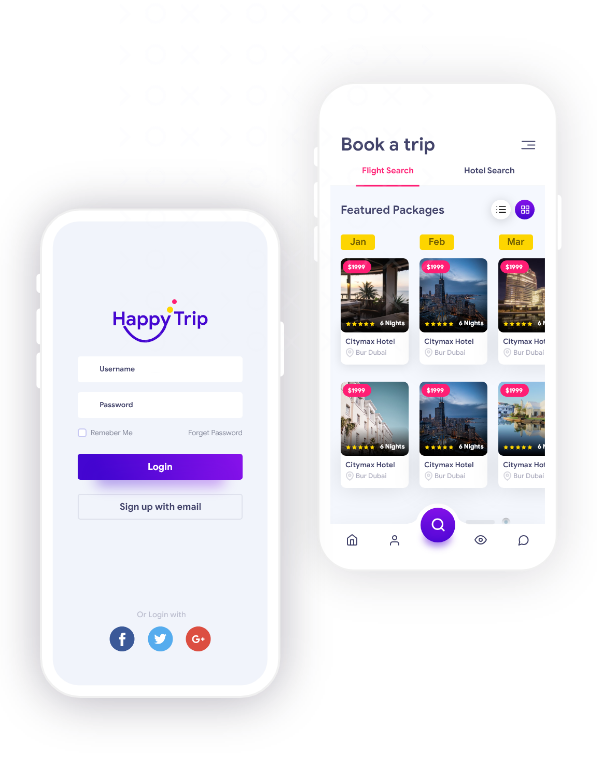 Happy Trip
Username
Password
Remeber Me
Forget Password
Login
Sign up with email
Or Login with
f
G+
Book a trip
Flight Search
Hotel Search
Featured Packages
Jan
Feb
Mar
$1999
$1999
$1999
6 Nights
6 Nights
6 N
Citymax Hotel
Citymax Hotel
Citymax Hot
Bur Dubai
Bur Dubai
Bur Dubai
$1999
$1999
$1999
6 Nights
6 Nights
6 N
Citymax Hotel
Citymax Hotel
Citymax Hot
Bur Dubai
Bur Dubai
Bur Dubai